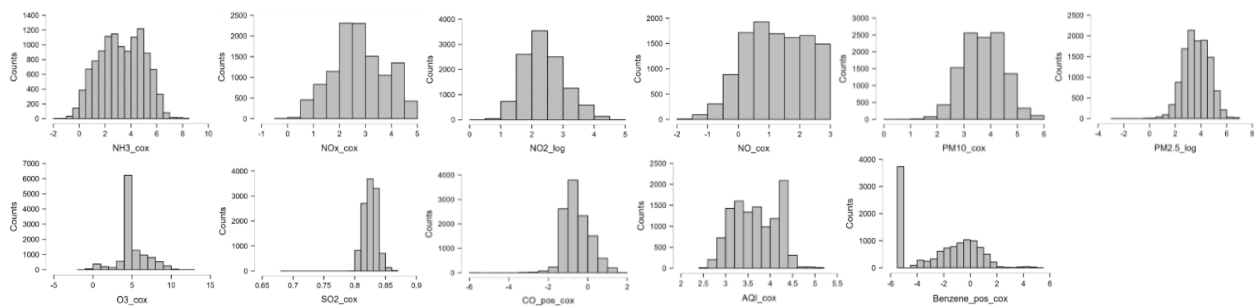 1400
1200
1000
800
600
400
200
0
Counts
-2 0 2 4 6 8 10
NH3_cox
2500
2000
1500
1000
500
0
Counts
-1 0 1 2 3 4 5
NOx_cox
4000
3000
2000
1000
0
Counts
0 1 2 3 4 5
NO2_log
2000
1500
1000
500
0
Counts
-2 -1 0 1 2 3
NO_cox
3000
2500
2000
1500
1000
500
0
Counts
0 1 2 3 4 5 6
PM10_cox
2500
2000
1500
1000
500
0
Counts
-4 -2 0 2 4 6 8
PM2.5_log
7000
6000
5000
4000
3000
2000
1000
0
Counts
-5 0 5 10 15
O3_cox
4000
3000
2000
1000
0
Counts
0.65 0.7 0.75 0.8 0.85 0.9
SO2_cox
4000
3000
2000
1000
0
Counts
-6 -4 -2 0 2
CO_pos_cox
2500
2000
1500
1000
500
0
Counts
2 2.5 3 3.5 4 4.5 5 5.5
AQI_cox
4000
3000
2000
1000
0
Counts
-6 -4 -2 0 2 4 6
Benzene_pos_cox